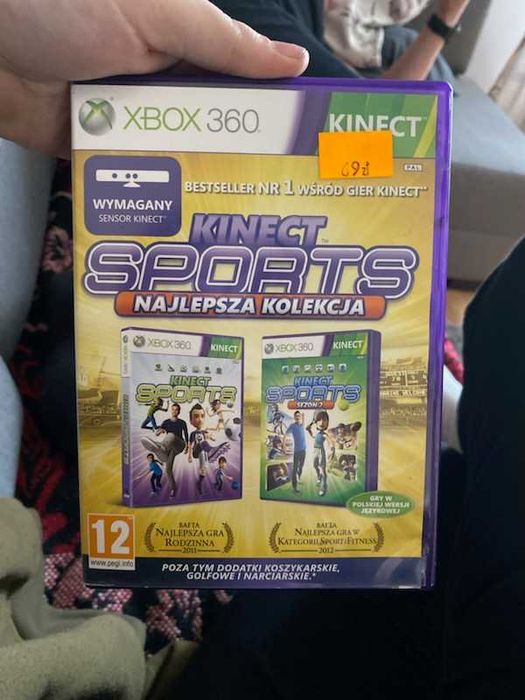 XBOX 360
KINECT
69zł
PAL
WYMAGANY
SENSOR KINECT
BESTSELLER NR 1 WŚRÓD GIER KINECT
KINECT
SPORTS
NAJLEPSZA KOLEKCJA
XBOX 360
KINECT
KINECT
SPORTS
XBOX 360
KINECT
KINECT
SPORTS
SEZON 2
GRY W
POLSKIEJ WERSJI
JĘZYKOWEJ
12
www.pegi.info
BAFTA
NAJLEPSZA GRA
RODZINNA
2011
BAFTA
NAJLEPSZA GRA W
KATEGORII SPORT/FITNESS
2012
POZA TYM DODATKI KOSZYKARSKIE,
GOLFOWE I NARCIARSKIE.*